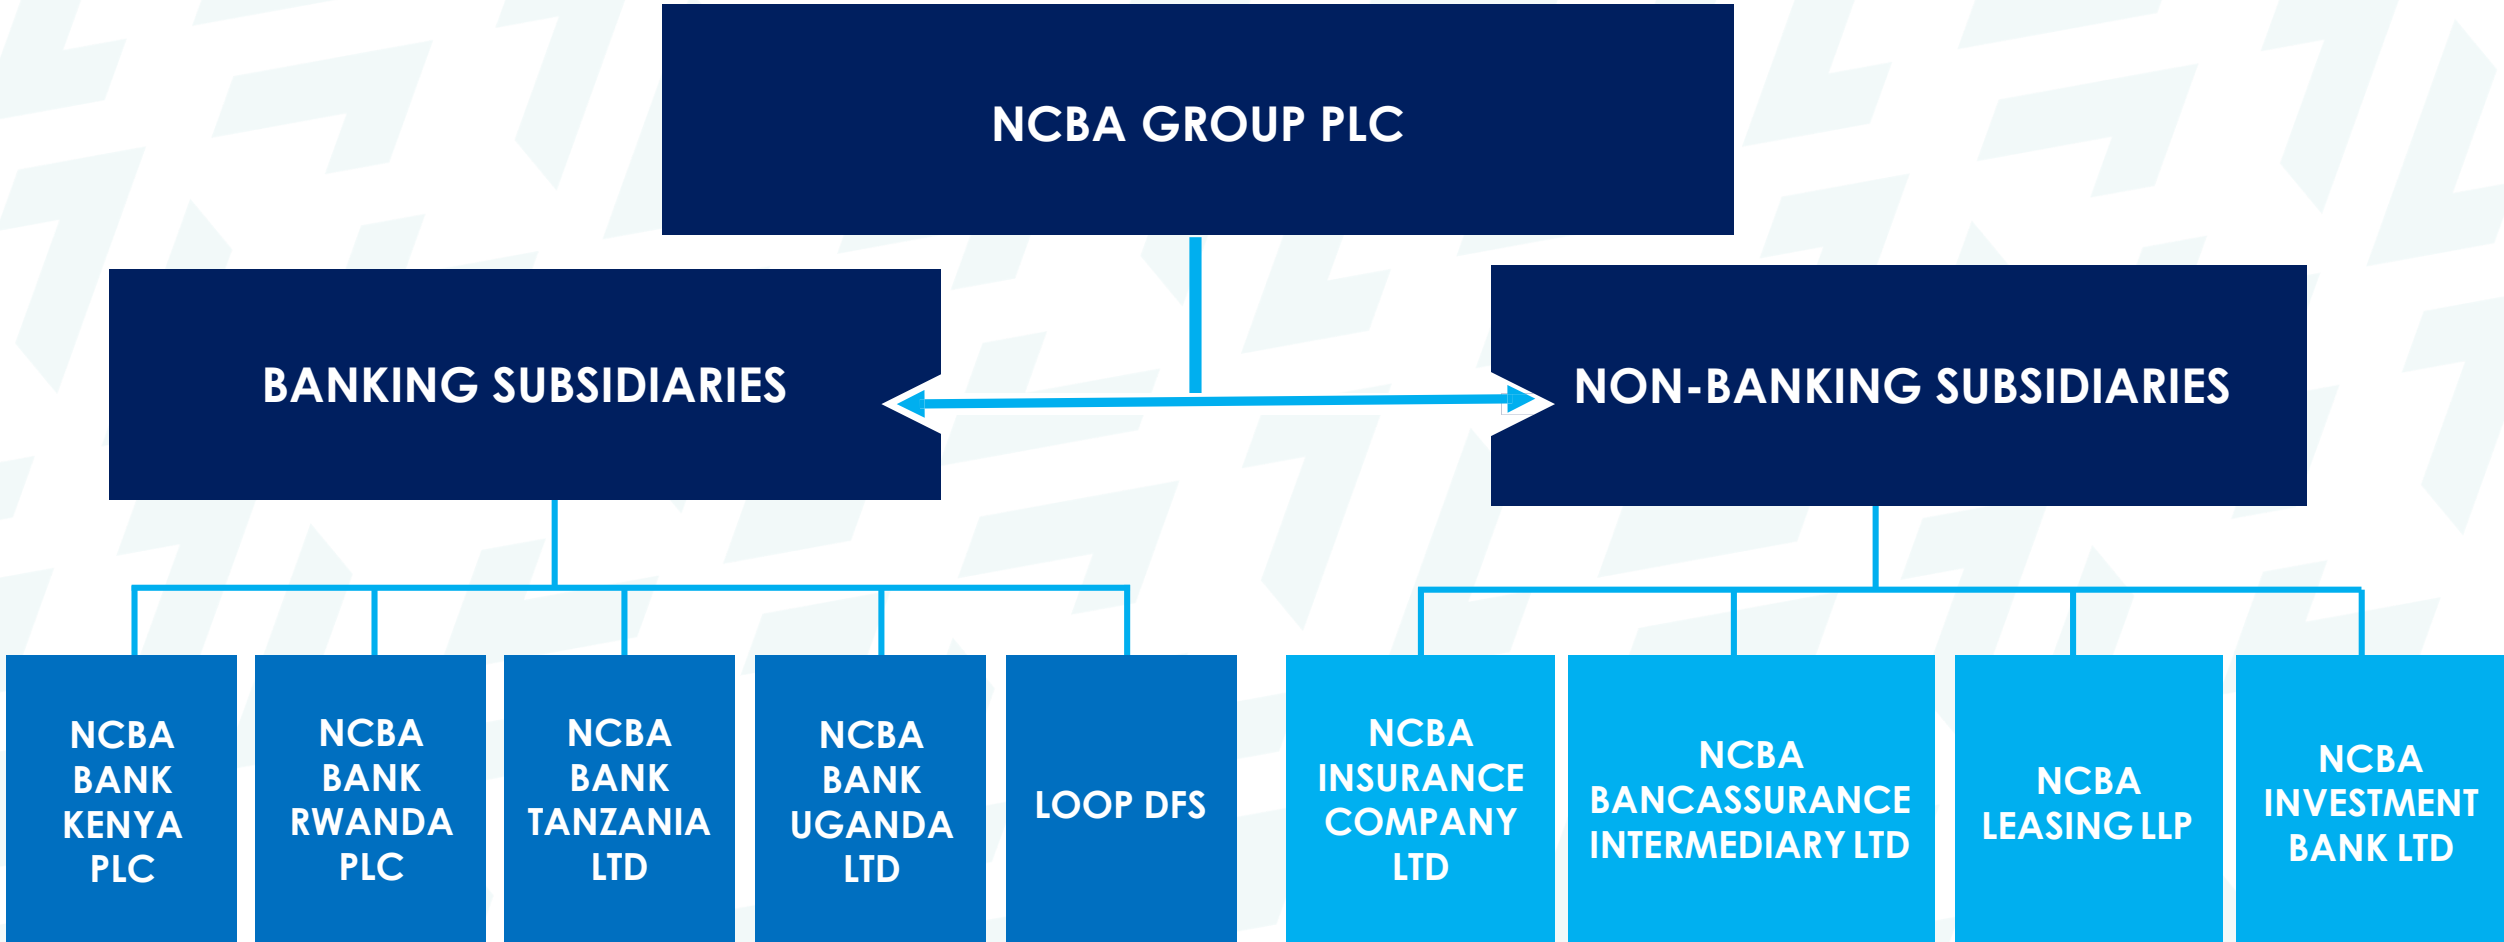 NCBA GROUP PLC
BANKING SUBSIDIARIES
NON-BANKING SUBSIDIARIES
NCBA
BANK
KENYA
PLC
NCBA
BANK
RWANDA
PLC
NCBA
BANK
TANZANIA
LTD
NCBA
BANK
UGANDA
LTD
LOOP DFS
NCBA
INSURANCE
COMPANY
LTD
NCBA
BANCASSURANCE
INTERMEDIARY LTD
NCBA
LEASING LLP
NCBA
INVESTMENT
BANK LTD